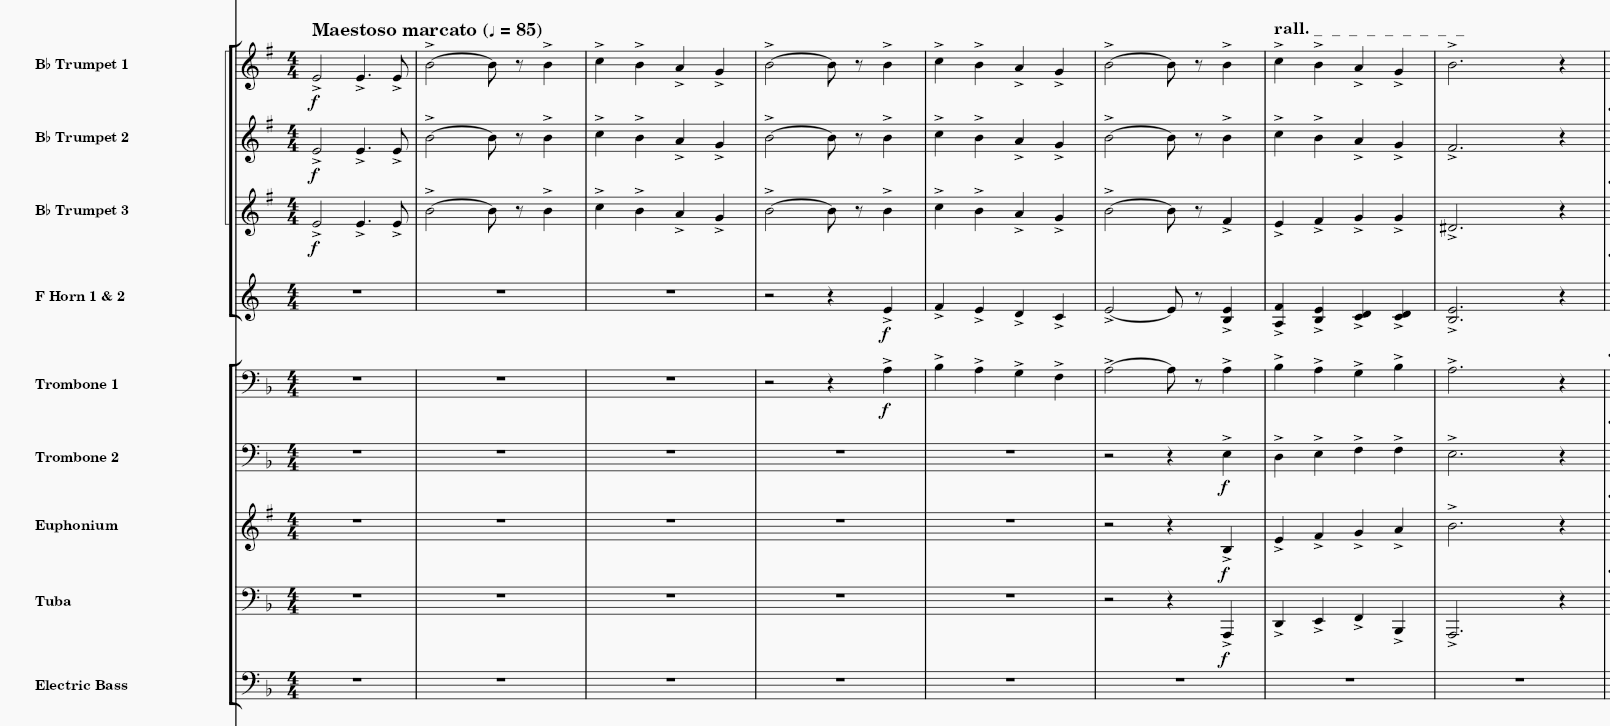 Maestoso marcato (♩ = 85)
rall.
B♭ Trumpet 1
f
B♭ Trumpet 2
f
B♭ Trumpet 3
f
F Horn 1 & 2
f
Trombone 1
f
Trombone 2
f
Euphonium
f
Tuba
f
Electric Bass